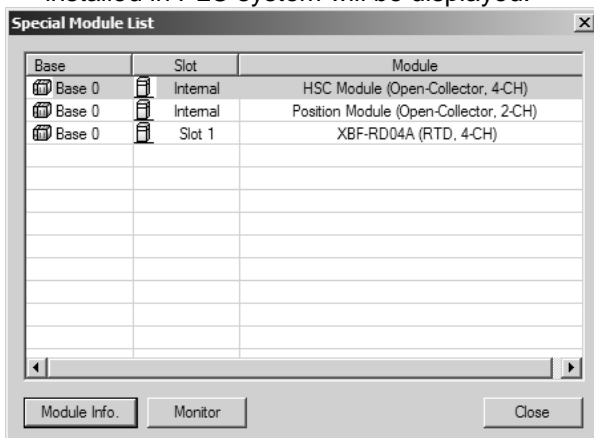 installed in PLC system will be displayed.
Special Module List
Base Slot Module
Base 0 Internal HSC Module (Open-Collector, 4-CH)
Base 0 Internal Position Module (Open-Collector, 2-CH)
Base 0 Slot 1 XBF-RD04A (RTD, 4-CH)
Module Info. Monitor Close